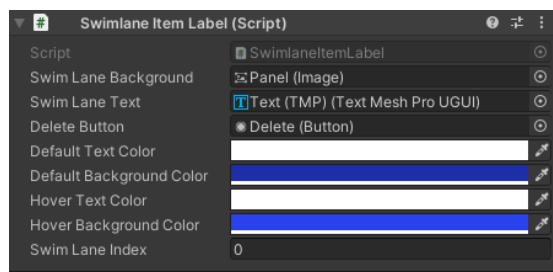 # Swimlane Item Label (Script)
Script SwimlaneItemLabel
Swim Lane Background Panel (Image)
Swim Lane Text Text (TMP) (Text Mesh Pro UGUI)
Delete Button Delete (Button)
Default Text Color
Default Background Color
Hover Text Color
Hover Background Color
Swim Lane Index 0